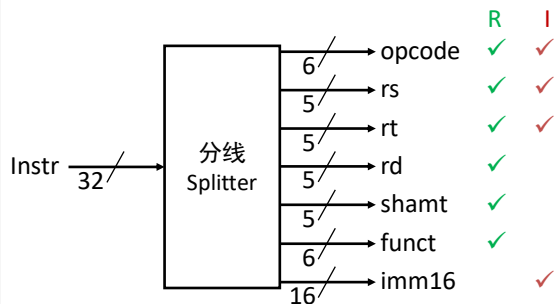 R I
6 opcode ✓ ✓
5 rs ✓ ✓
5 rt ✓ ✓
Instr 32
分线
Splitter
5 rd ✓
5 shamt ✓
6 funct ✓
16 imm16 ✓